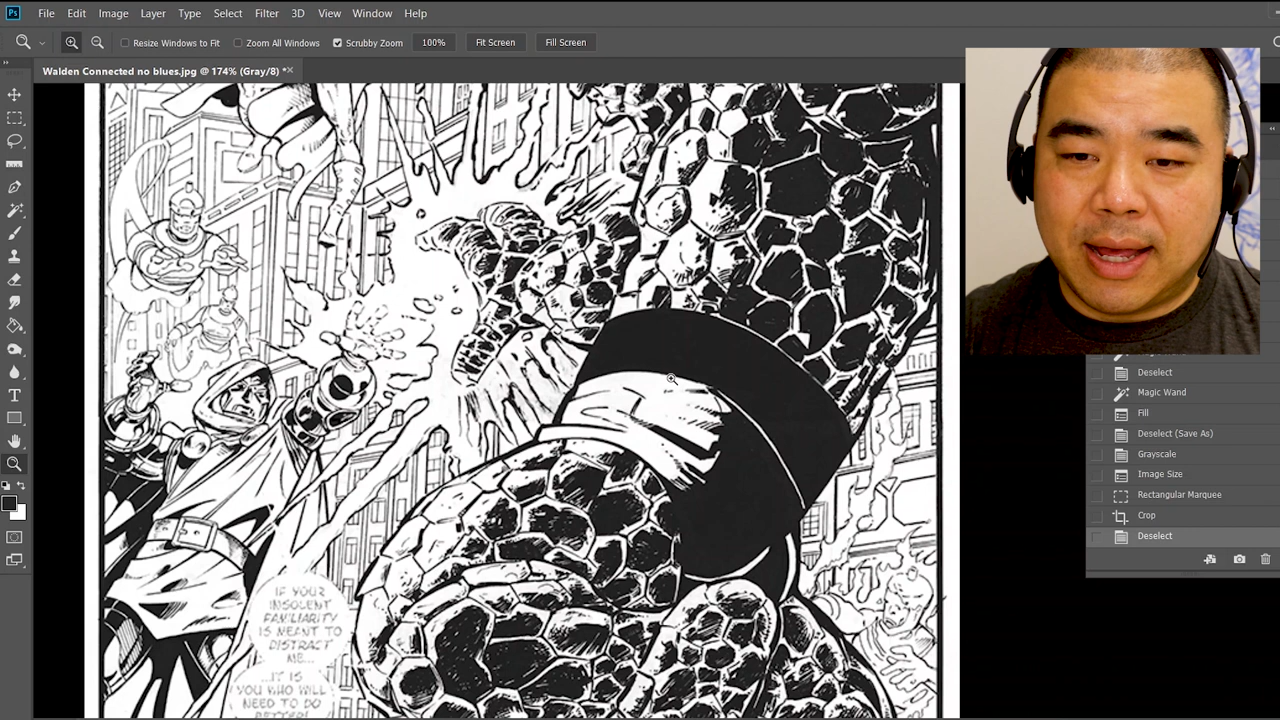 Ps File Edit Image Layer Type Select Filter 3D View Window Help
Resize Windows to Fit Zoom All Windows Scrubby Zoom 100% Fit Screen Fill Screen
Walden Connected no blues.jpg @ 174% (Gray/8) *
Deselect
Magic Wand
Fill
Deselect (Save As)
Grayscale
Image Size
Rectangular Marquee
Crop
Deselect
IF YOUR
INSOLENT
FAMILIARITY
IS MEANT TO
DISTRACT
ME...
...IT IS
YOU WHO WILL
NEED TO DO
BETTER!